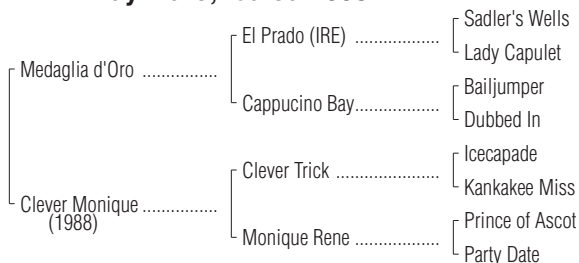 Sadler's Wells
El Prado (IRE) ...................
Lady Capulet
Medaglia d'Oro ................
Bailjumper
Cappucino Bay...................
Dubbed In
Icecapade
Clever Trick ....................
Kankakee Miss
Clever Monique ................
(1988)
Prince of Ascot
Monique Rene ...................
Party Date